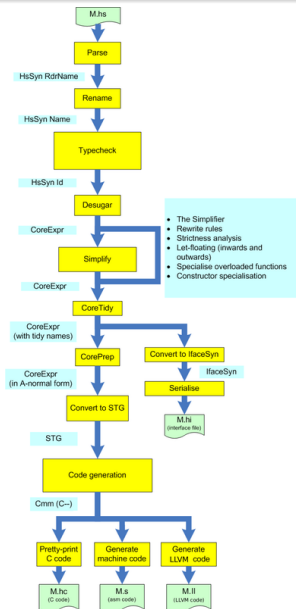 M.hs
Parse
HsSyn RdrName
Rename
HsSyn Name
Typecheck
HsSyn Id
Desugar
CoreExpr
Simplify
• The Simplifier
• Rewrite rules
• Strictness analysis
• Let-floating (inwards and
outwards)
• Specialise overloaded functions
• Constructor specialisation
CoreExpr
CoreTidy
CoreExpr
(with tidy names)
CorePrep
Convert to IfaceSyn
CoreExpr
(in A-normal form)
IfaceSyn
Serialise
Convert to STG
M.hi
(interface file)
STG
Code generation
Cmm (C--)
Pretty-print
C code
Generate
machine code
Generate
LLVM code
M.hc
(C code)
M.s
(asm code)
M.ll
(LLVM code)